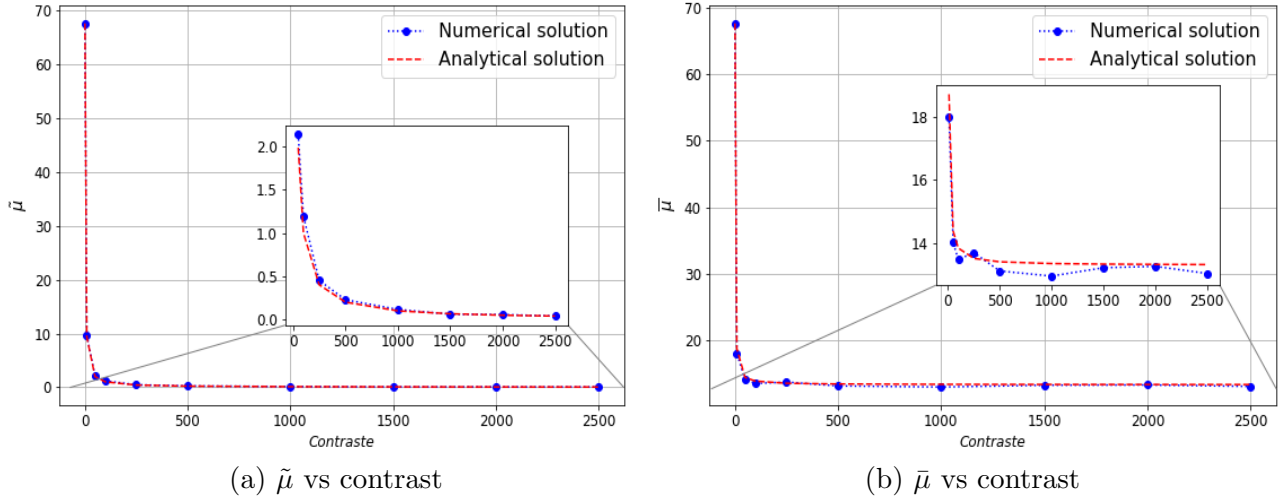 70
60
50
40
30
20
10
0
μ̃
Numerical solution
Analytical solution
2.0
1.5
1.0
0.5
0.0
0 500 1000 1500 2000 2500
0 500 1000 1500 2000 2500
Contraste
(a) μ̃ vs contrast
70
60
50
40
30
20
μ̅
Numerical solution
Analytical solution
18
16
14
0 500 1000 1500 2000 2500
0 500 1000 1500 2000 2500
Contraste
(b) μ̄ vs contrast